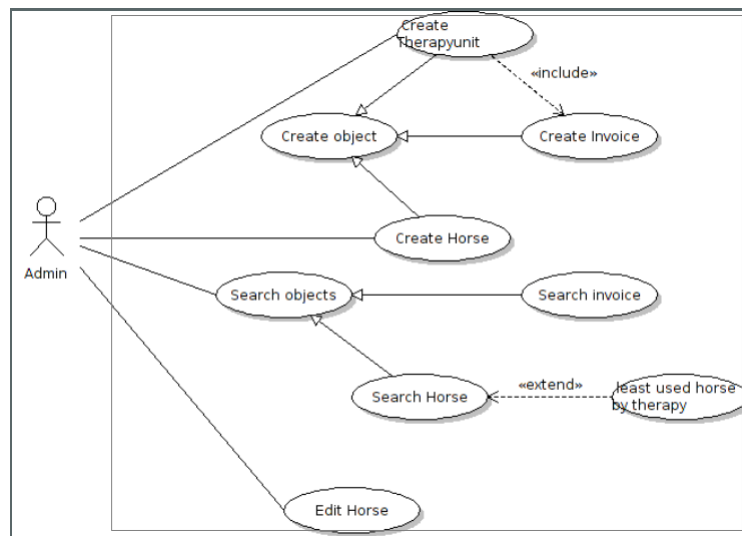 Create
Therapyunit
«include»
Create object
Create Invoice
Create Horse
Admin
Search objects
Search invoice
«extend»
Search Horse
least used horse
by therapy
Edit Horse